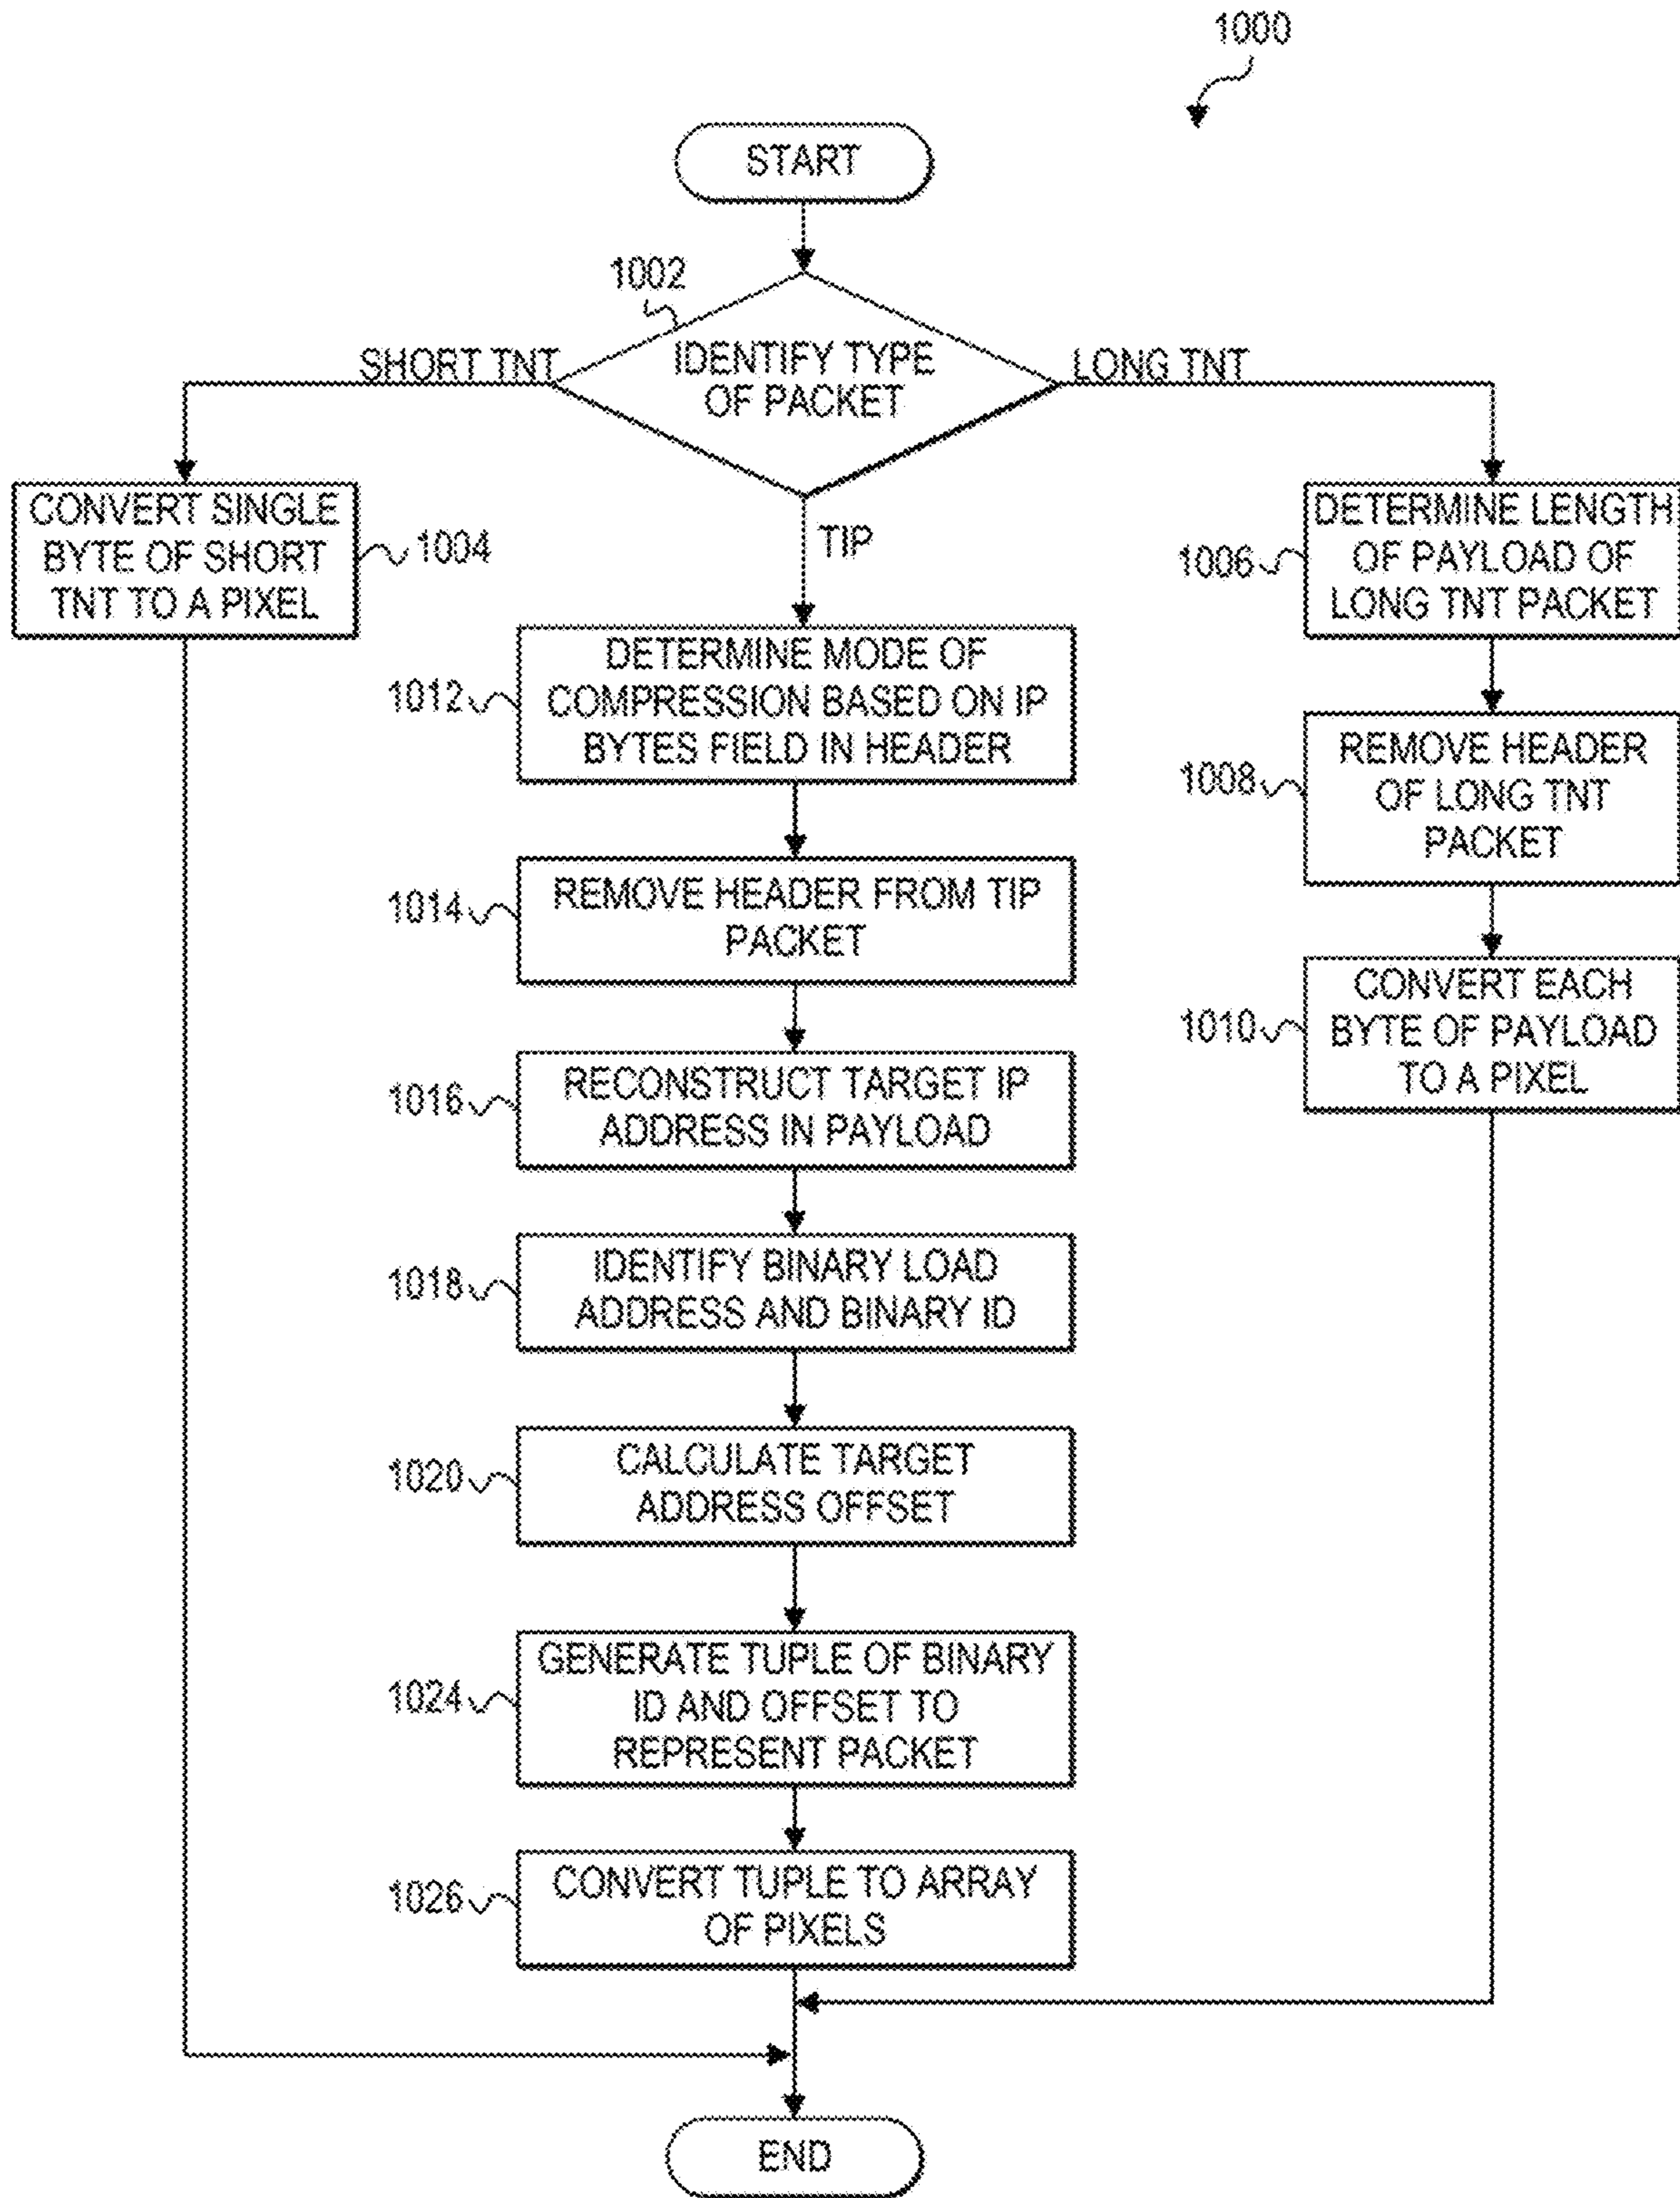 1000
START
1002
SHORT TNT
IDENTIFY TYPE
OF PACKET
LONG TNT
CONVERT SINGLE
BYTE OF SHORT
TNT TO A PIXEL
1004
TIP
1006
DETERMINE LENGTH
OF PAYLOAD OF
LONG TNT PACKET
1012
DETERMINE MODE OF
COMPRESSION BASED ON IP
BYTES FIELD IN HEADER
1008
REMOVE HEADER
OF LONG TNT
PACKET
1014
REMOVE HEADER FROM TIP
PACKET
1010
CONVERT EACH
BYTE OF PAYLOAD
TO A PIXEL
1016
RECONSTRUCT TARGET IP
ADDRESS IN PAYLOAD
1018
IDENTIFY BINARY LOAD
ADDRESS AND BINARY ID
1020
CALCULATE TARGET
ADDRESS OFFSET
1024
GENERATE TUPLE OF BINARY
ID AND OFFSET TO
REPRESENT PACKET
1026
CONVERT TUPLE TO ARRAY
OF PIXELS
END